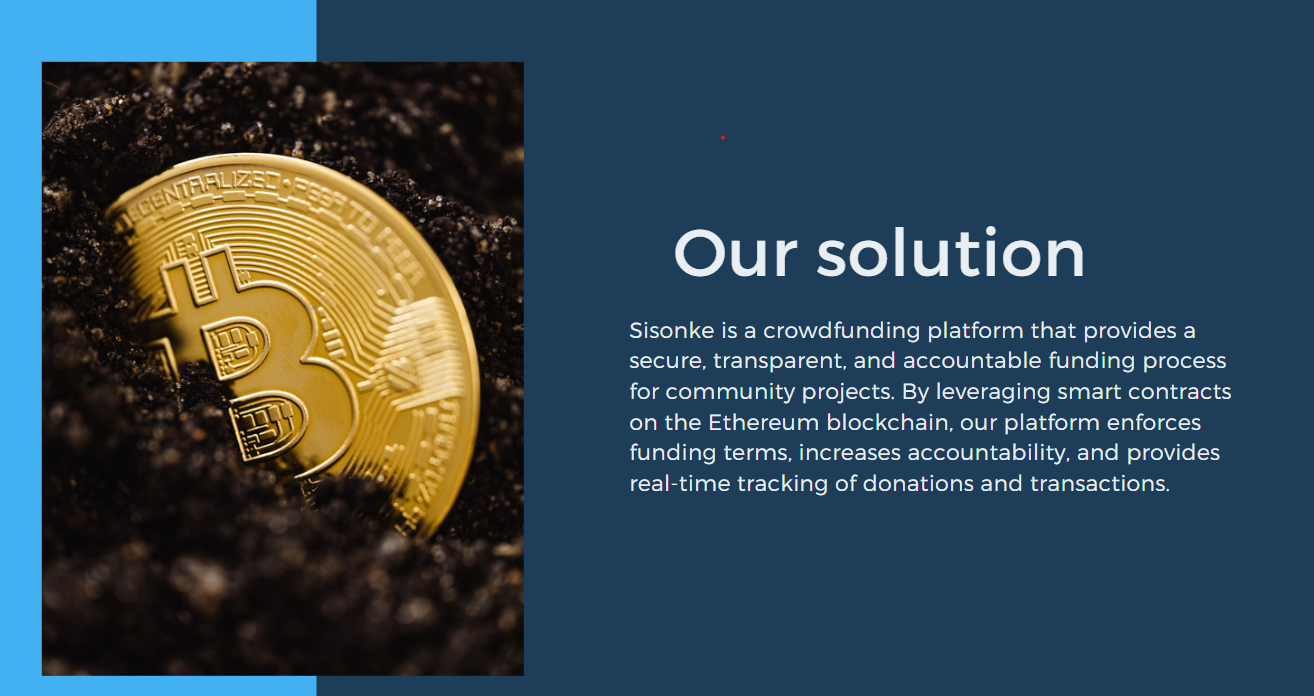 DECENTRALIZED • PEER TO PEER
Our solution
Sisonke is a crowdfunding platform that provides a
secure, transparent, and accountable funding process
for community projects. By leveraging smart contracts
on the Ethereum blockchain, our platform enforces
funding terms, increases accountability, and provides
real-time tracking of donations and transactions.